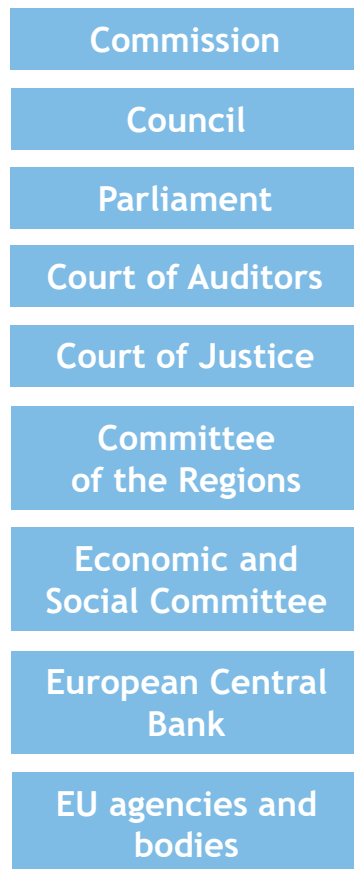 Commission
Council
Parliament
Court of Auditors
Court of Justice
Committee
of the Regions
Economic and
Social Committee
European Central
Bank
EU agencies and
bodies